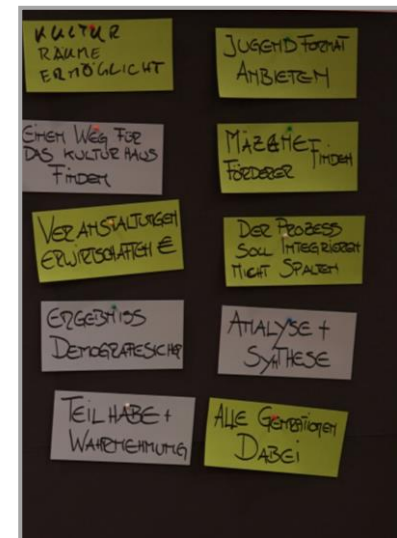 KULTUR
RÄUME
ERMÖGLICHT
JUGEND FORMAT
ANBIETEN
EINEN WEG FÜR
DAS KULTUR HAUS
FINDEN
MÄZENE FINDEN
FÖRDERER
VERANSTALTUNGEN
ERWIRTSCHAFTEN €
DER PROZESS
SOLL INTEGRIEREN
NICHT SPALTEN
ERGEBNISS
DEMOGRAFIESICHER
ANALYSE +
SYNTHESE
TEILHABE +
WAHRNEHMUNG
ALLE GENERATIONEN
DABEI